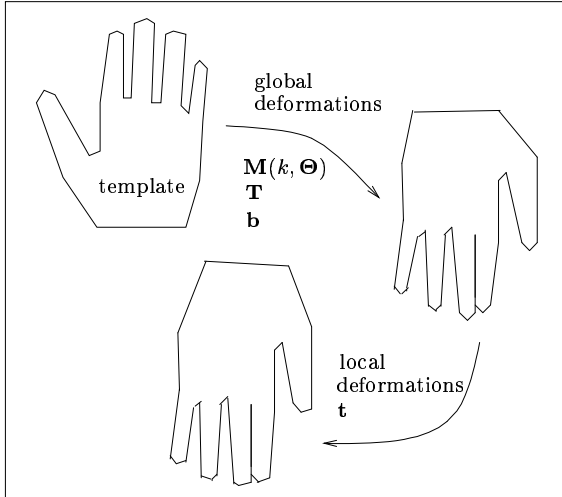 global
deformations
template
M(k, Θ)
T
b
local
deformations
t